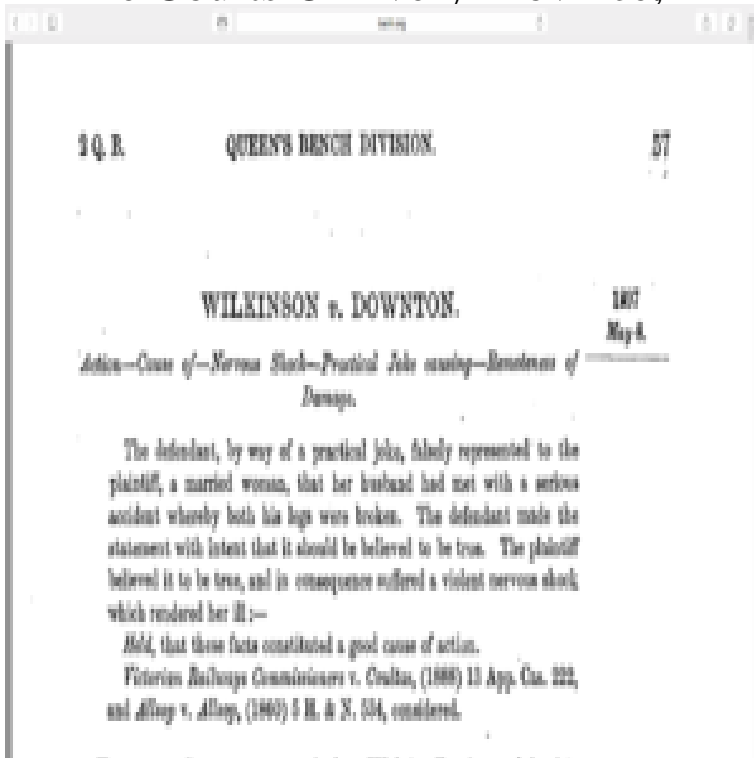 2 Q. B. QUEEN'S BENCH DIVISION. 57
WILKINSON v. DOWNTON. 1897
May 8.
Action—Cause of—Nervous Shock—Practical Joke causing—Remoteness of
Damage.
The defendant, by way of a practical joke, falsely represented to the
plaintiff, a married woman, that her husband had met with a serious
accident whereby both his legs were broken. The defendant made the
statement with intent that it should be believed to be true. The plaintiff
believed it to be true, and in consequence suffered a violent nervous shock
which rendered her ill:—
Held, that these facts constituted a good cause of action.
Victorian Railways Commissioners v. Coultas, (1888) 13 App. Cas. 222,
and Allsop v. Allsop, (1860) 5 H. & N. 534, considered.